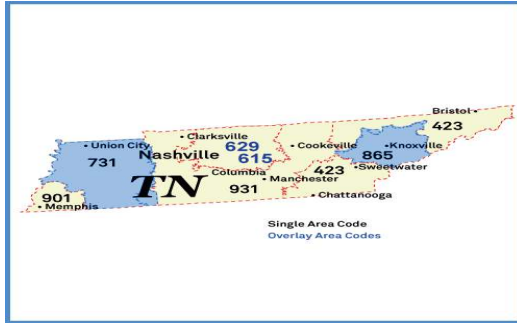 Bristol
423
Clarksville
Union City
629
Nashville
Cookeville
Knoxville
731
615
865
Columbia
423
Sweetwater
TN
Manchester
901
931
Chattanooga
Memphis
Single Area Code
Overlay Area Codes